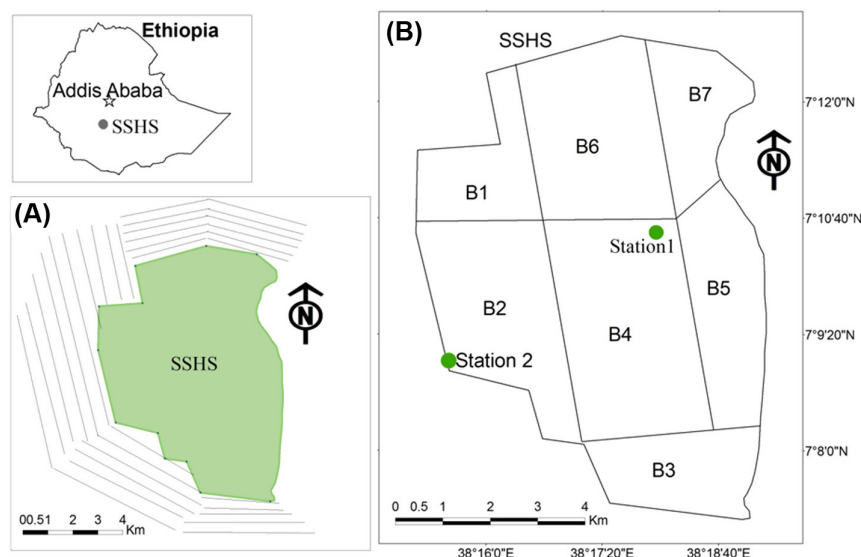 Ethiopia
Addis Ababa
SSHS
(A)
N
SSHS
00.51 2 3 4
Km
(B)
SSHS
B7
7°12'0"N
B6
N
B1
7°10'40"N
Station1
B5
B2
B4
7°9'20"N
Station 2
7°8'0"N
B3
0 0.5 1 2 3 4
Km
38°16'0"E 38°17'20"E 38°18'40"E